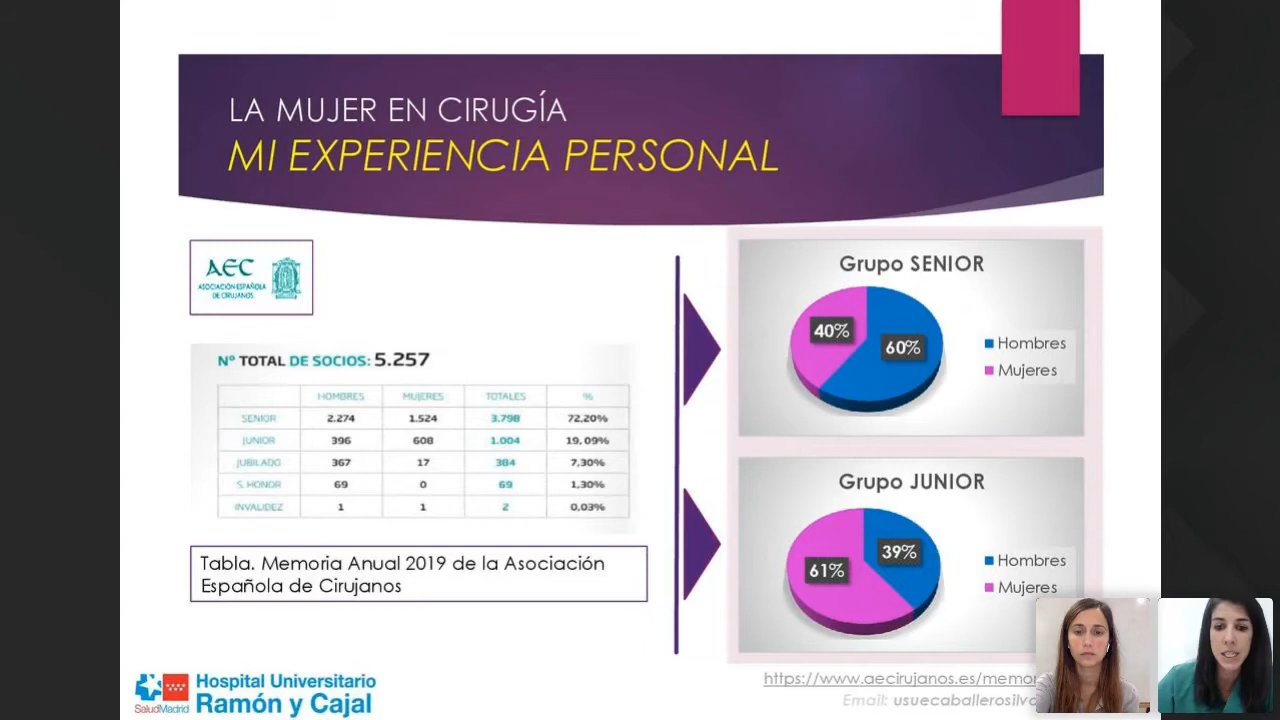 LA MUJER EN CIRUGÍA
MI EXPERIENCIA PERSONAL
AEC
ASOCIACIÓN ESPAÑOLA
DE CIRUJANOS
Nº TOTAL DE SOCIOS: 5.257
HOMBRES MUJERES TOTALES %
SENIOR 2.274 1.524 3.798 72,20%
JUNIOR 396 608 1.004 19,09%
JUBILADO 367 17 384 7,30%
S. HONOR 69 0 69 1,30%
INVALIDEZ 1 1 2 0,03%
Tabla. Memoria Anual 2019 de la Asociación
Española de Cirujanos
Grupo SENIOR
40%
60%
Hombres
Mujeres
Grupo JUNIOR
39%
61%
Hombres
Mujeres
SaludMadrid
Hospital Universitario
Ramón y Cajal
https://www.aecirujanos.es/memor
Email: usuecaballerosilva